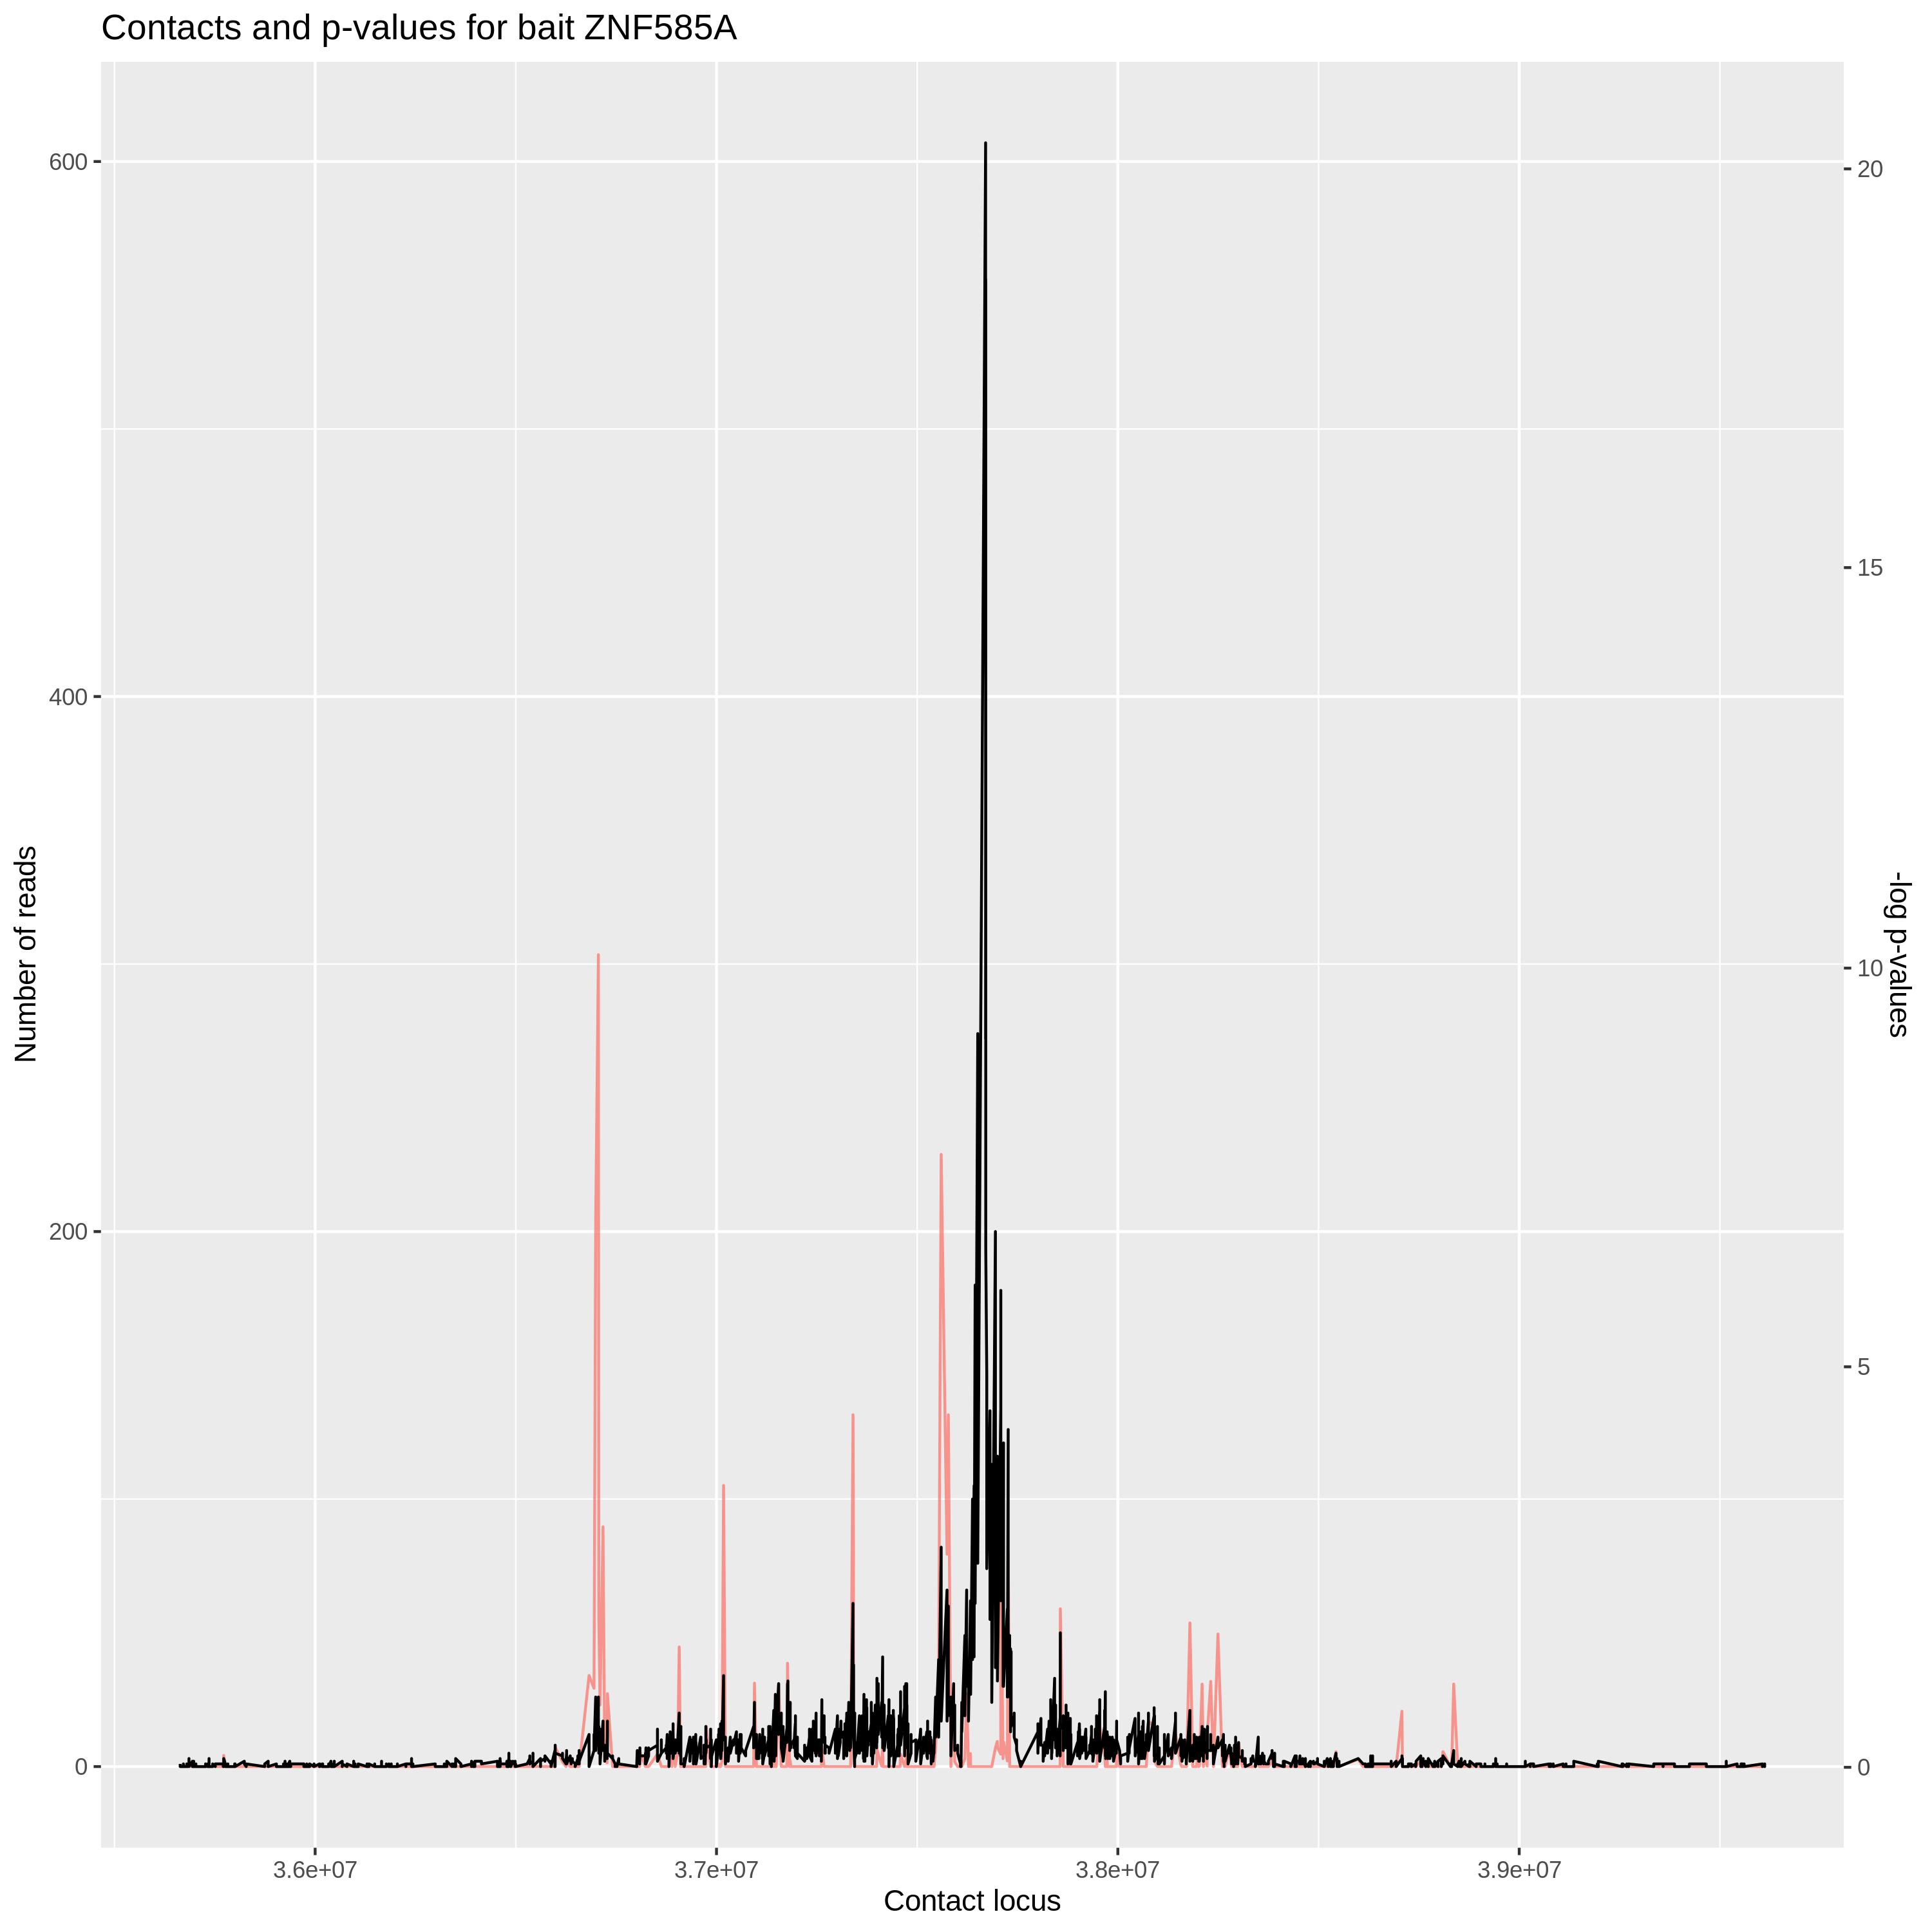 Contacts and p-values for bait ZNF585A
600
400
200
0
Number of reads
20
15
10
5
0
-log p-values
3.6e+07
3.7e+07
3.8e+07
3.9e+07
Contact locus